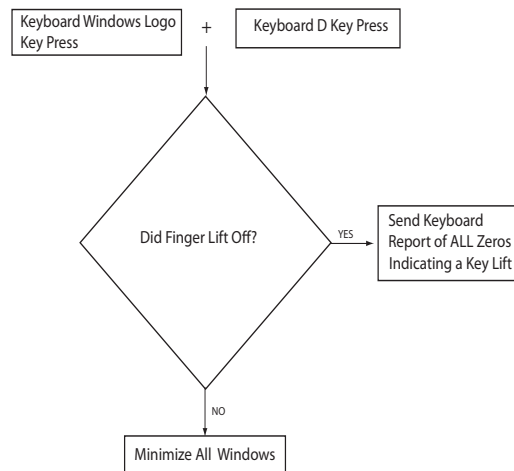 Keyboard Windows Logo
Key Press
+
Keyboard D Key Press
Did Finger Lift Off?
YES
Send Keyboard
Report of ALL Zeros
Indicating a Key Lift
NO
Minimize All Windows